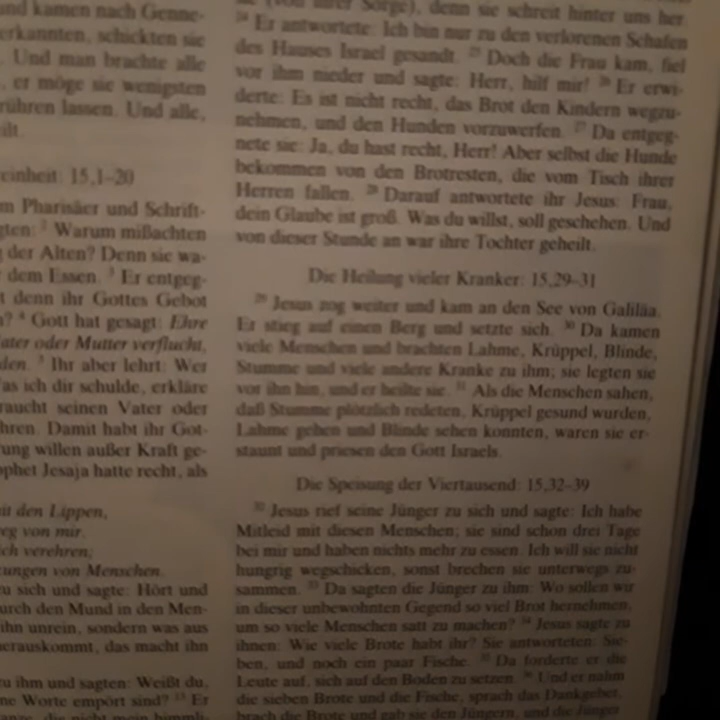 und kamen nach Genne-
erkannten, schickten sie
Und man brachte alle
er möge sie wenigsten
rühren lassen. Und alle,
ilt.
einheit: 15,1–20
m Pharisäer und Schrift-
gten: 2 Warum mißachten
der Alten? Denn sie wa-
dem Essen. 3 Er entgeg-
t denn ihr Gottes Gebot
? 4 Gott hat gesagt: Ehre
ater oder Mutter verflucht,
den. 5 Ihr aber lehrt: Wer
as ich dir schulde, erkläre
raucht seinen Vater oder
hren. Damit habt ihr Got-
ung willen außer Kraft ge-
phet Jesaja hatte recht, als
it den Lippen,
eg von mir.
ch verehren;
ungen von Menschen.
u sich und sagte: Hört und
urch den Mund in den Men-
ihn unrein, sondern was aus
erauskommt, das macht ihn
u ihm und sagten: Weißt du,
ne Worte empört sind? 13 Er
nze, die nicht mein himmli-
(von ihrer Sorge), denn sie schreit hinter uns her.
24 Er antwortete: Ich bin nur zu den verlorenen Schafen
des Hauses Israel gesandt. 25 Doch die Frau kam, fiel
vor ihm nieder und sagte: Herr, hilf mir! 26 Er erwi-
derte: Es ist nicht recht, das Brot den Kindern wegzu-
nehmen, und den Hunden vorzuwerfen. 27 Da entgeg-
nete sie: Ja, du hast recht, Herr! Aber selbst die Hunde
bekommen von den Brotresten, die vom Tisch ihrer
Herren fallen. 28 Darauf antwortete ihr Jesus: Frau,
dein Glaube ist groß. Was du willst, soll geschehen. Und
von dieser Stunde an war ihre Tochter geheilt.
Die Heilung vieler Kranker: 15,29–31
29 Jesus zog weiter und kam an den See von Galiläa.
Er stieg auf einen Berg und setzte sich. 30 Da kamen
viele Menschen und brachten Lahme, Krüppel, Blinde,
Stumme und viele andere Kranke zu ihm; sie legten sie
vor ihn hin, und er heilte sie. 31 Als die Menschen sahen,
daß Stumme plötzlich redeten, Krüppel gesund wurden,
Lahme gehen und Blinde sehen konnten, waren sie er-
staunt und priesen den Gott Israels.
Die Speisung der Viertausend: 15,32–39
32 Jesus rief seine Jünger zu sich und sagte: Ich habe
Mitleid mit diesen Menschen; sie sind schon drei Tage
bei mir und haben nichts mehr zu essen. Ich will sie nicht
hungrig wegschicken, sonst brechen sie unterwegs zu-
sammen. 33 Da sagten die Jünger zu ihm: Wo sollen wir
in dieser unbewohnten Gegend so viel Brot hernehmen,
um so viele Menschen satt zu machen? 34 Jesus sagte zu
ihnen: Wie viele Brote habt ihr? Sie antworteten: Sie-
ben, und noch ein paar Fische. 35 Da forderte er die
Leute auf, sich auf den Boden zu setzen. 36 Und er nahm
die sieben Brote und die Fische, sprach das Dankgebet,
brach die Brote und gab sie den Jüngern, und die Jünger